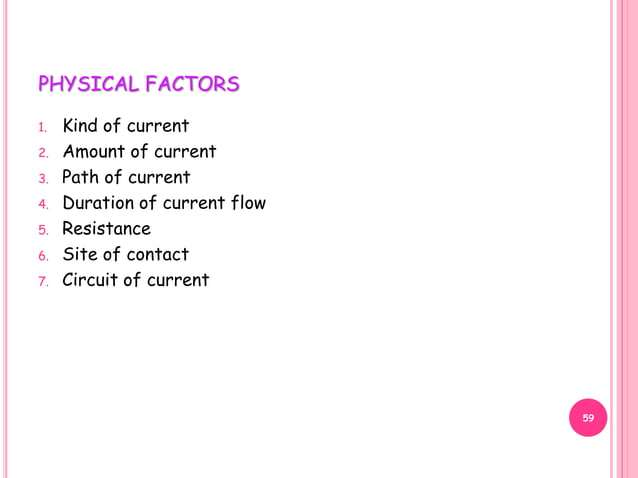 PHYSICAL FACTORS
1. Kind of current
2. Amount of current
3. Path of current
4. Duration of current flow
5. Resistance
6. Site of contact
7. Circuit of current
59